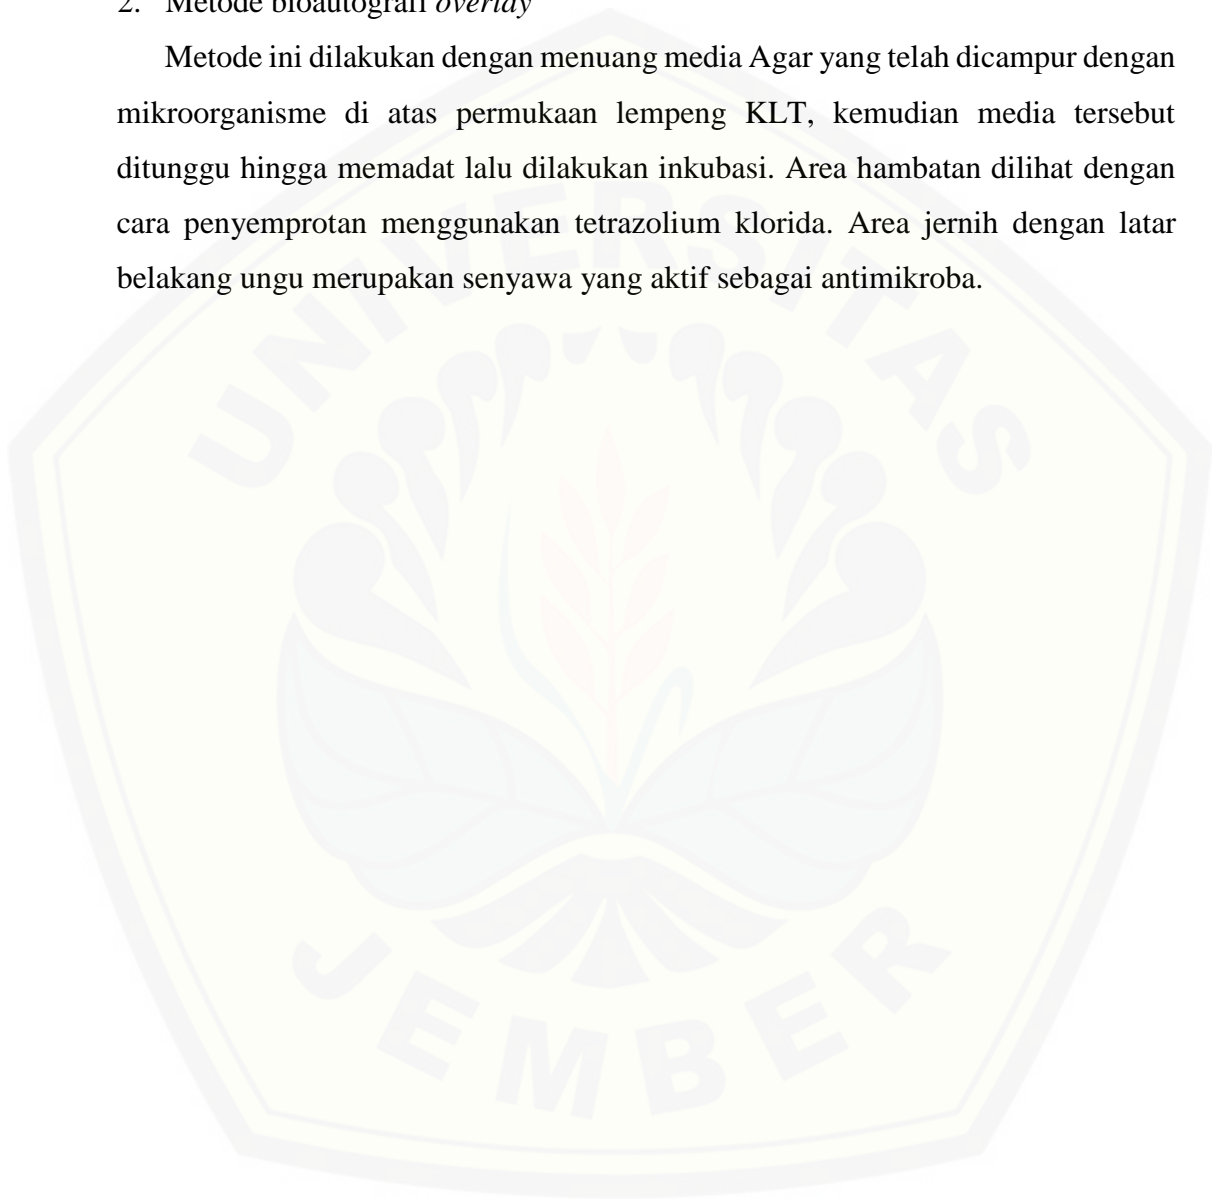 2. Metode bioautografi overlay
Metode ini dilakukan dengan menuang media Agar yang telah dicampur dengan
mikroorganisme di atas permukaan lempeng KLT, kemudian media tersebut
ditunggu hingga memadat lalu dilakukan inkubasi. Area hambatan dilihat dengan
cara penyemprotan menggunakan tetrazolium klorida. Area jernih dengan latar
belakang ungu merupakan senyawa yang aktif sebagai antimikroba.
UNIVERSITAS
JEMBER